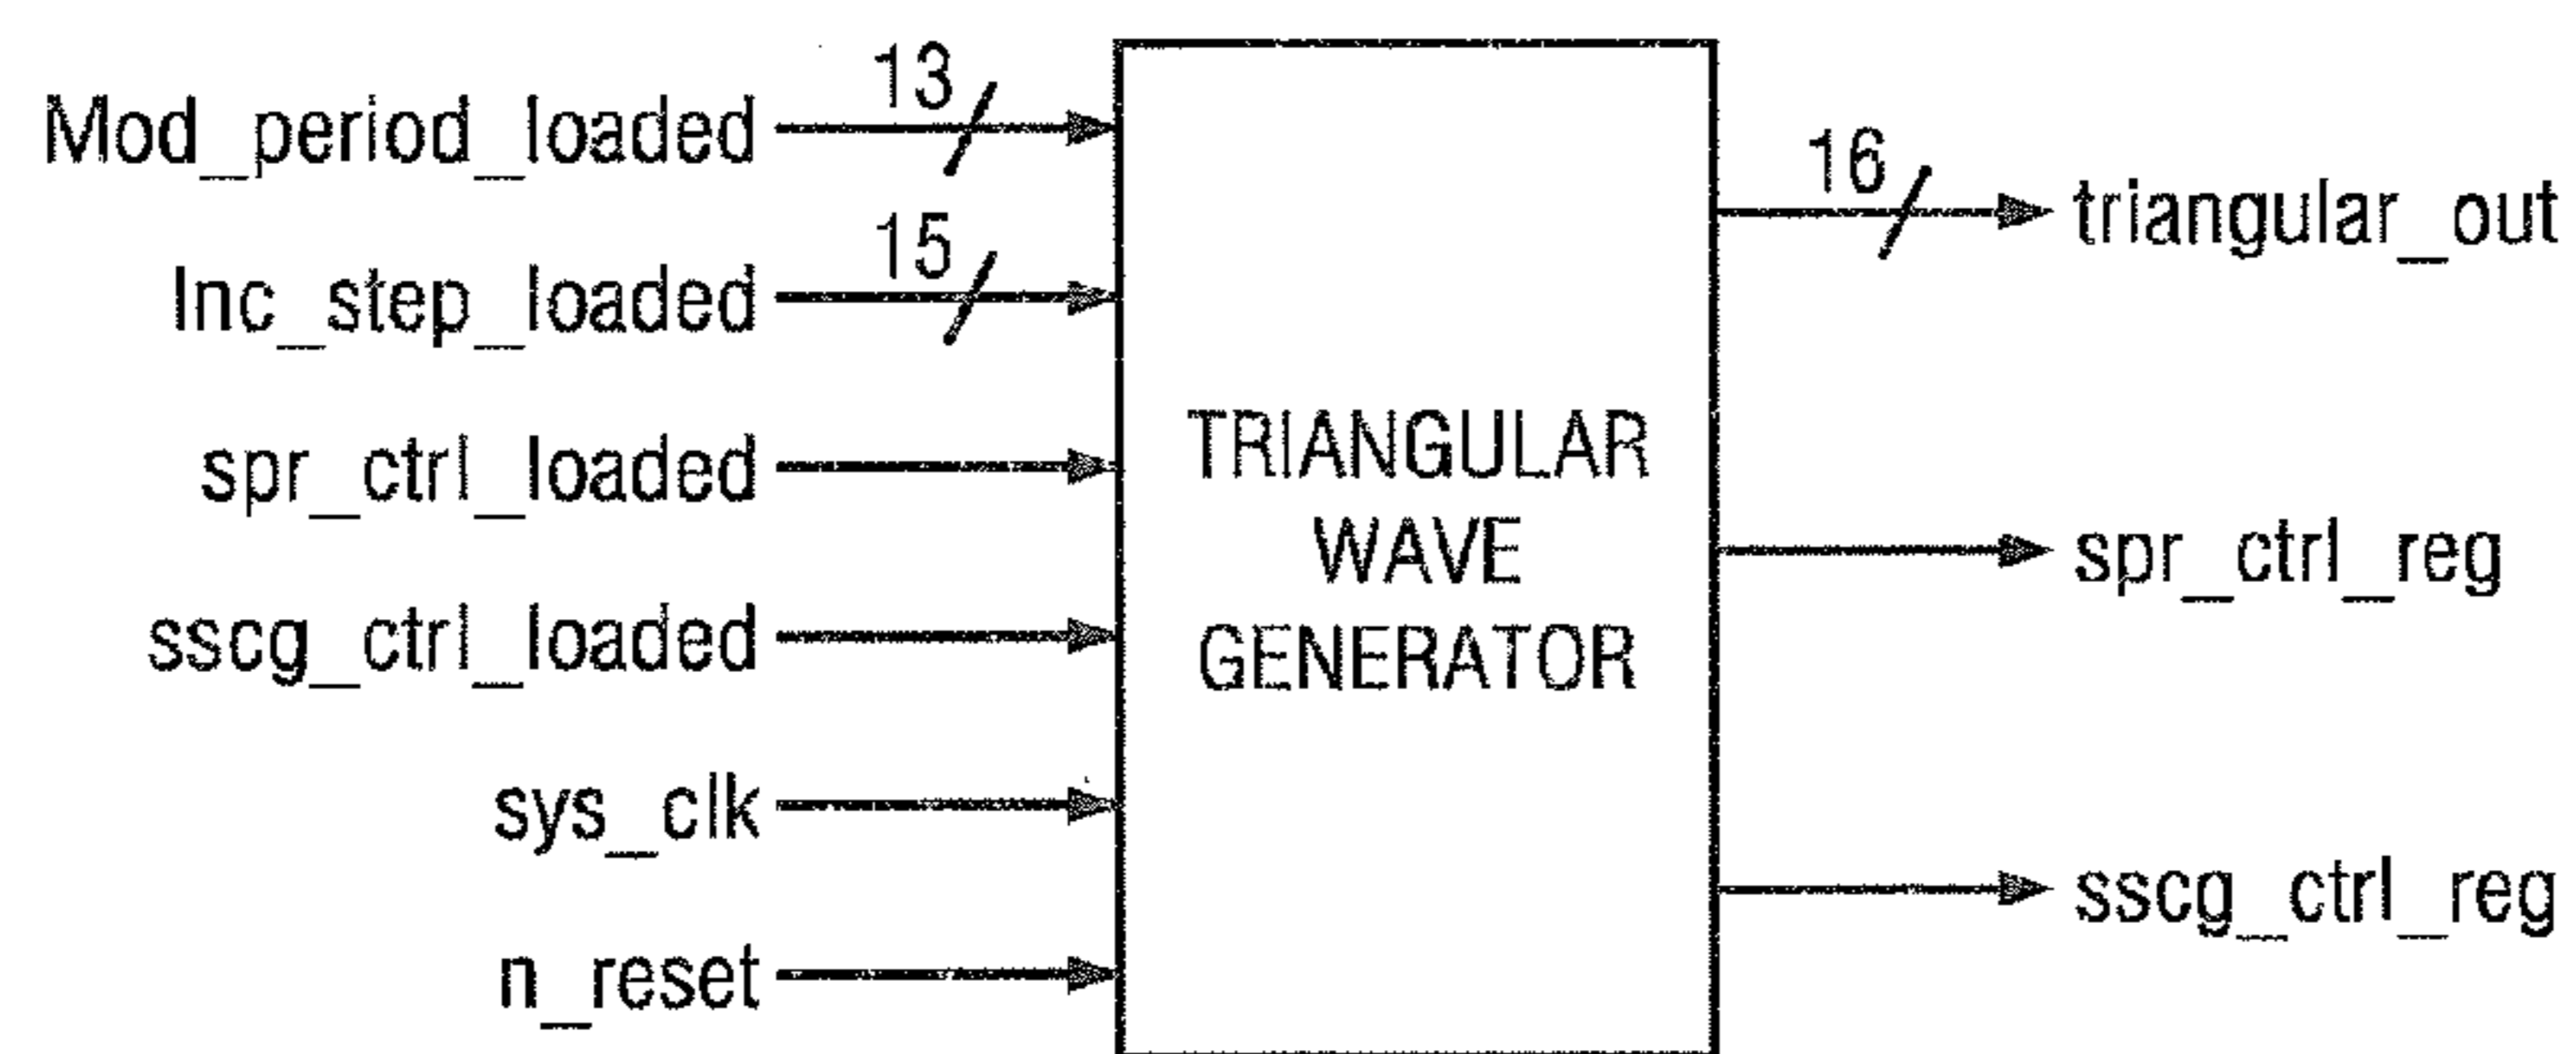 Mod_period_loaded
13
Inc_step_loaded
15
spr_ctrl_loaded
sscg_ctrl_loaded
sys_clk
n_reset
TRIANGULAR
WAVE
GENERATOR
16
triangular_out
spr_ctrl_reg
sscg_ctrl_reg